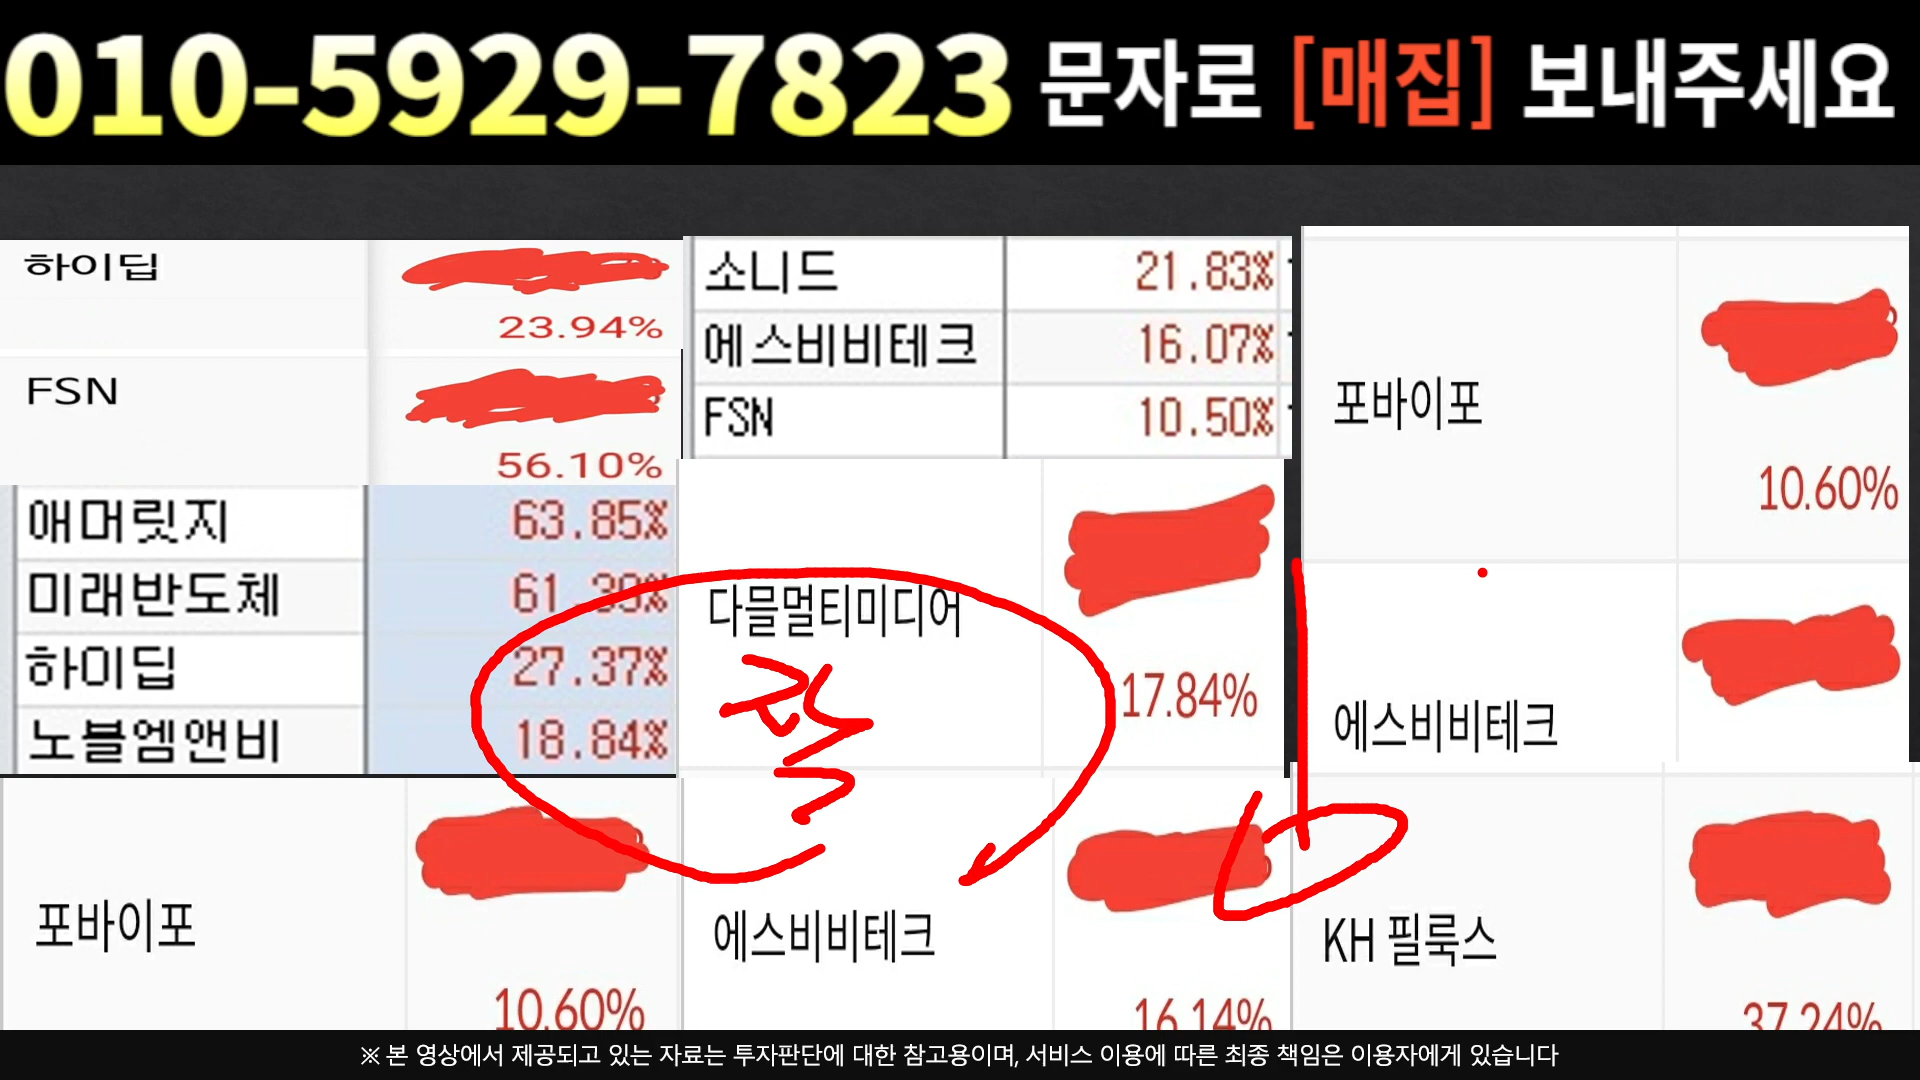 010-5929-7823 문자로 [매집] 보내주세요
하이딥
23.94%
FSN
56.10%
애머릿지 63.85%
미래반도체 61.39%
하이딥 27.37%
노블엠앤비 18.84%
소니드 21.83%
에스비비테크 16.07%
FSN 10.50%
다믈멀티미디어
17.84%
포바이포
10.60%
에스비비테크
포바이포
10.60%
에스비비테크
16.14%
KH 필룩스
37.24%
※ 본 영상에서 제공되고 있는 자료는 투자판단에 대한 참고용이며, 서비스 이용에 따른 최종 책임은 이용자에게 있습니다